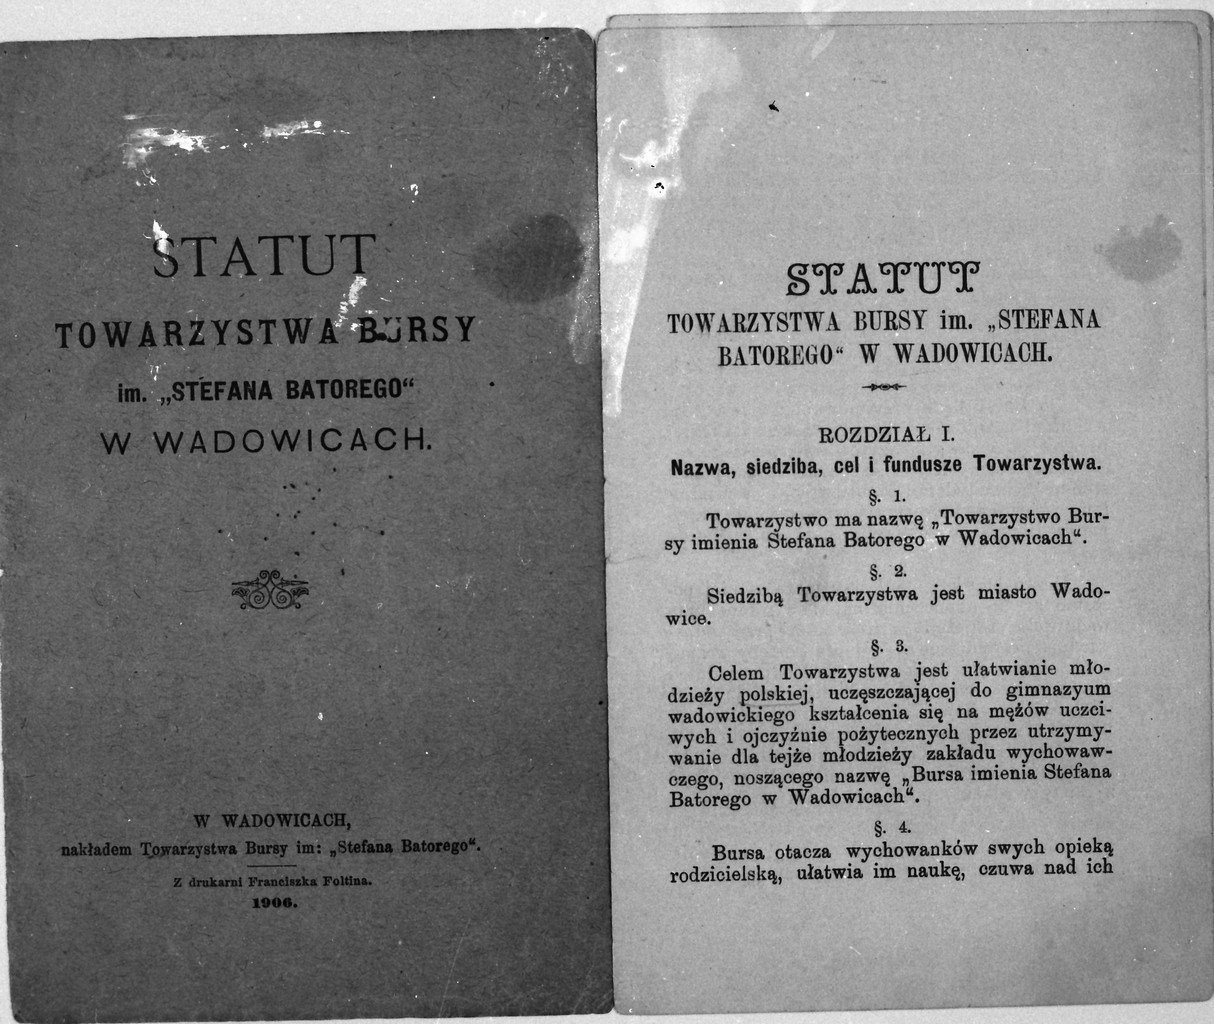 STATUT
TOWARZYSTWA BURSY
im. „STEFANA BATOREGO“
W WADOWICACH.
W WADOWICACH,
nakładem Towarzystwa Bursy im: „Stefana Batorego“.
Z drukarni Franciszka Foltina.
1906.
STATUT
TOWARZYSTWA BURSY im. „STEFANA
BATOREGO“ W WADOWICACH.
ROZDZIAŁ I.
Nazwa, siedziba, cel i fundusze Towarzystwa.
§. 1.
Towarzystwo ma nazwę „Towarzystwo Bur-
sy imienia Stefana Batorego w Wadowicach“.
§. 2.
Siedzibą Towarzystwa jest miasto Wado-
wice.
§. 3.
Celem Towarzystwa jest ułatwianie mło-
dzieży polskiej, uczęszczającej do gimnazyum
wadowickiego kształcenia się na mężów uczci-
wych i ojczyźnie pożytecznych przez utrzymy-
wanie dla tejże młodzieży zakładu wychowaw-
czego, noszącego nazwę „Bursa imienia Stefana
Batorego w Wadowicach“.
§. 4.
Bursa otacza wychowanków swych opieką
rodzicielską, ułatwia im naukę, czuwa nad ich